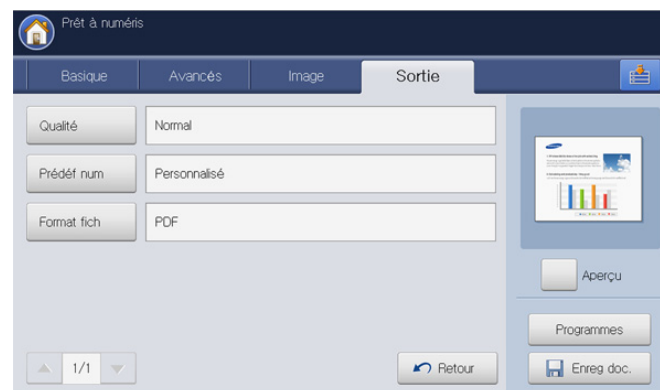 Prêt à numéris
Basique
Avancés
Image
Sortie
Qualité
Normal
Prédéf num
Personnalisé
Format fich
PDF
Aperçu
Programmes
1/1
Retour
Enreg doc.